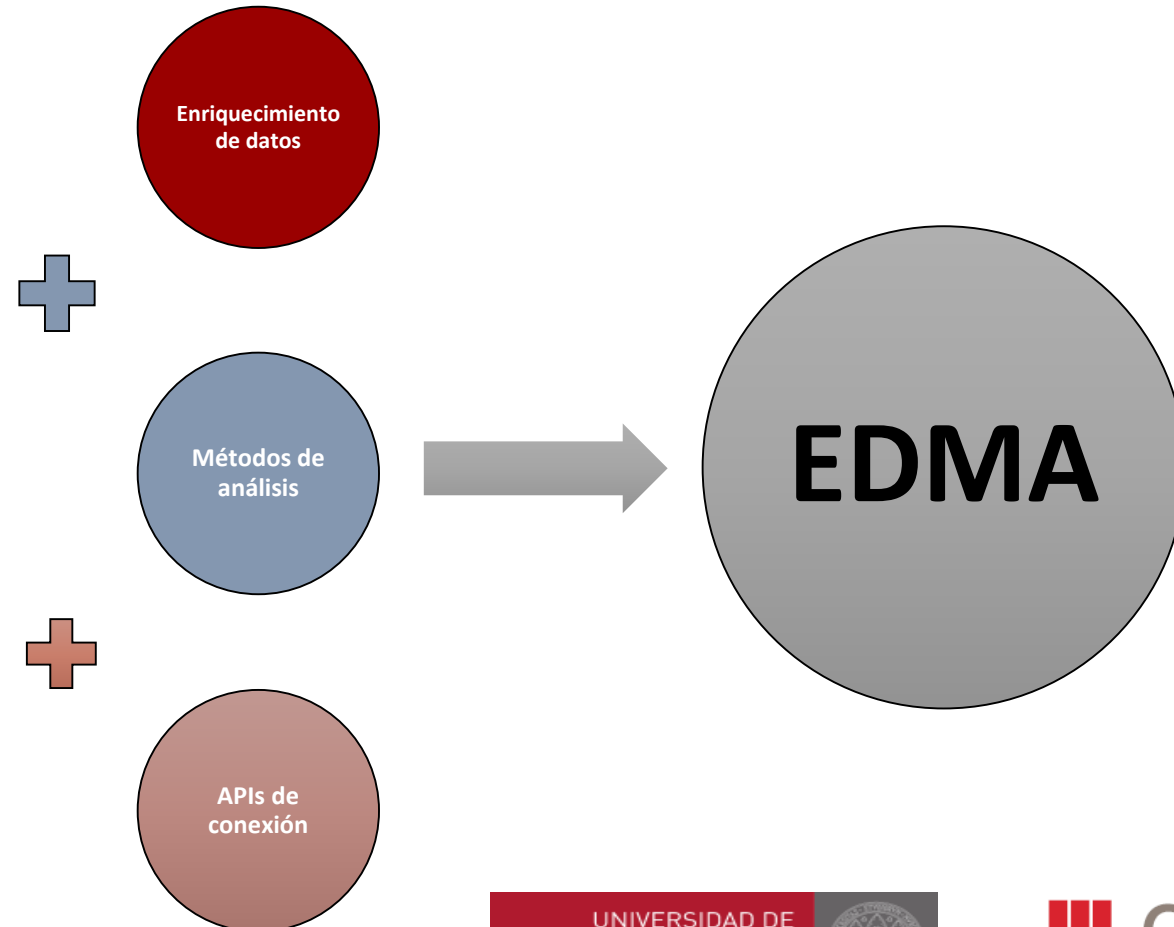 Enriquecimiento
de datos
Métodos de
análisis
APIs de
conexión
EDMA
UNIVERSIDAD DE